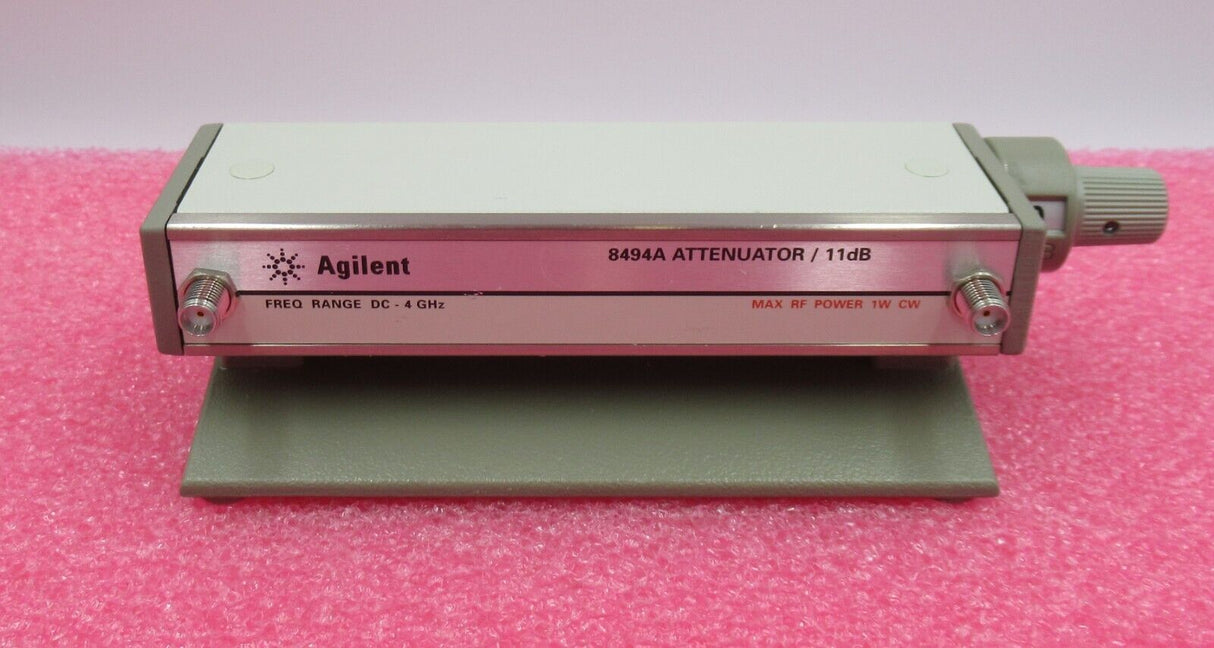 Agilent
8494A ATTENUATOR / 11dB
FREQ RANGE DC - 4 GHz
MAX RF POWER 1W CW